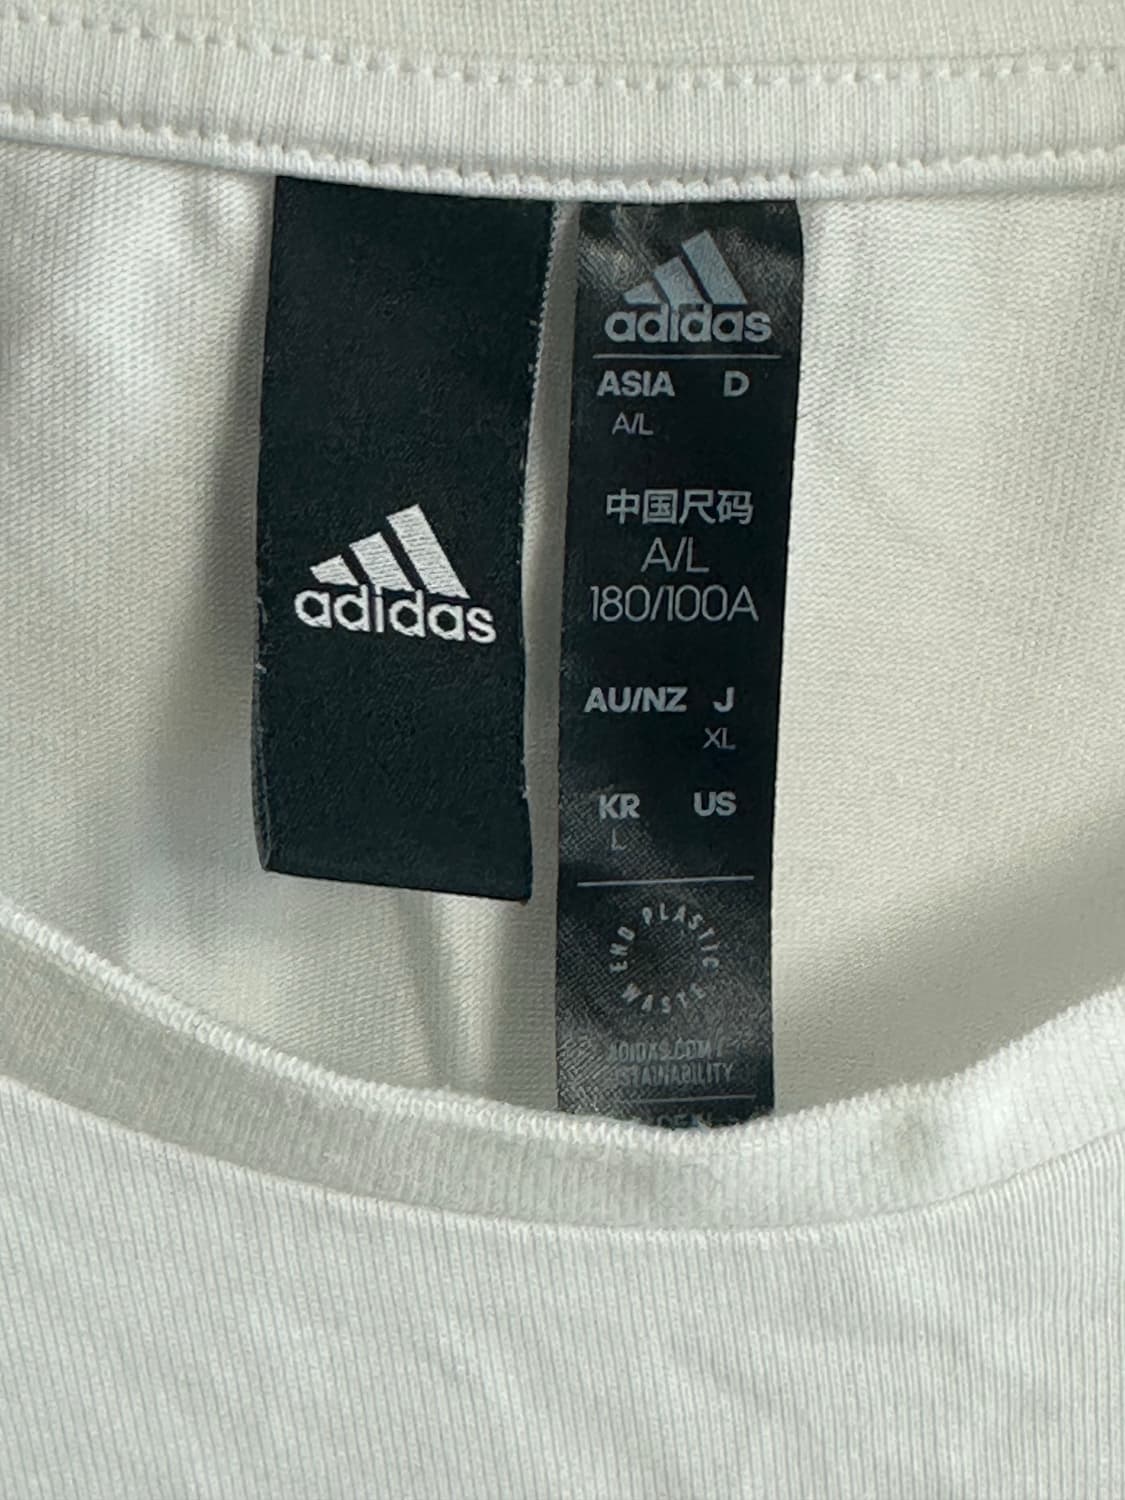 adidas
adidas
ASIA D
A/L
中国尺码
A/L
180/100A
AU/NZ J
XL
KR US
L
END PLASTIC WASTE
ADIDAS.COM/